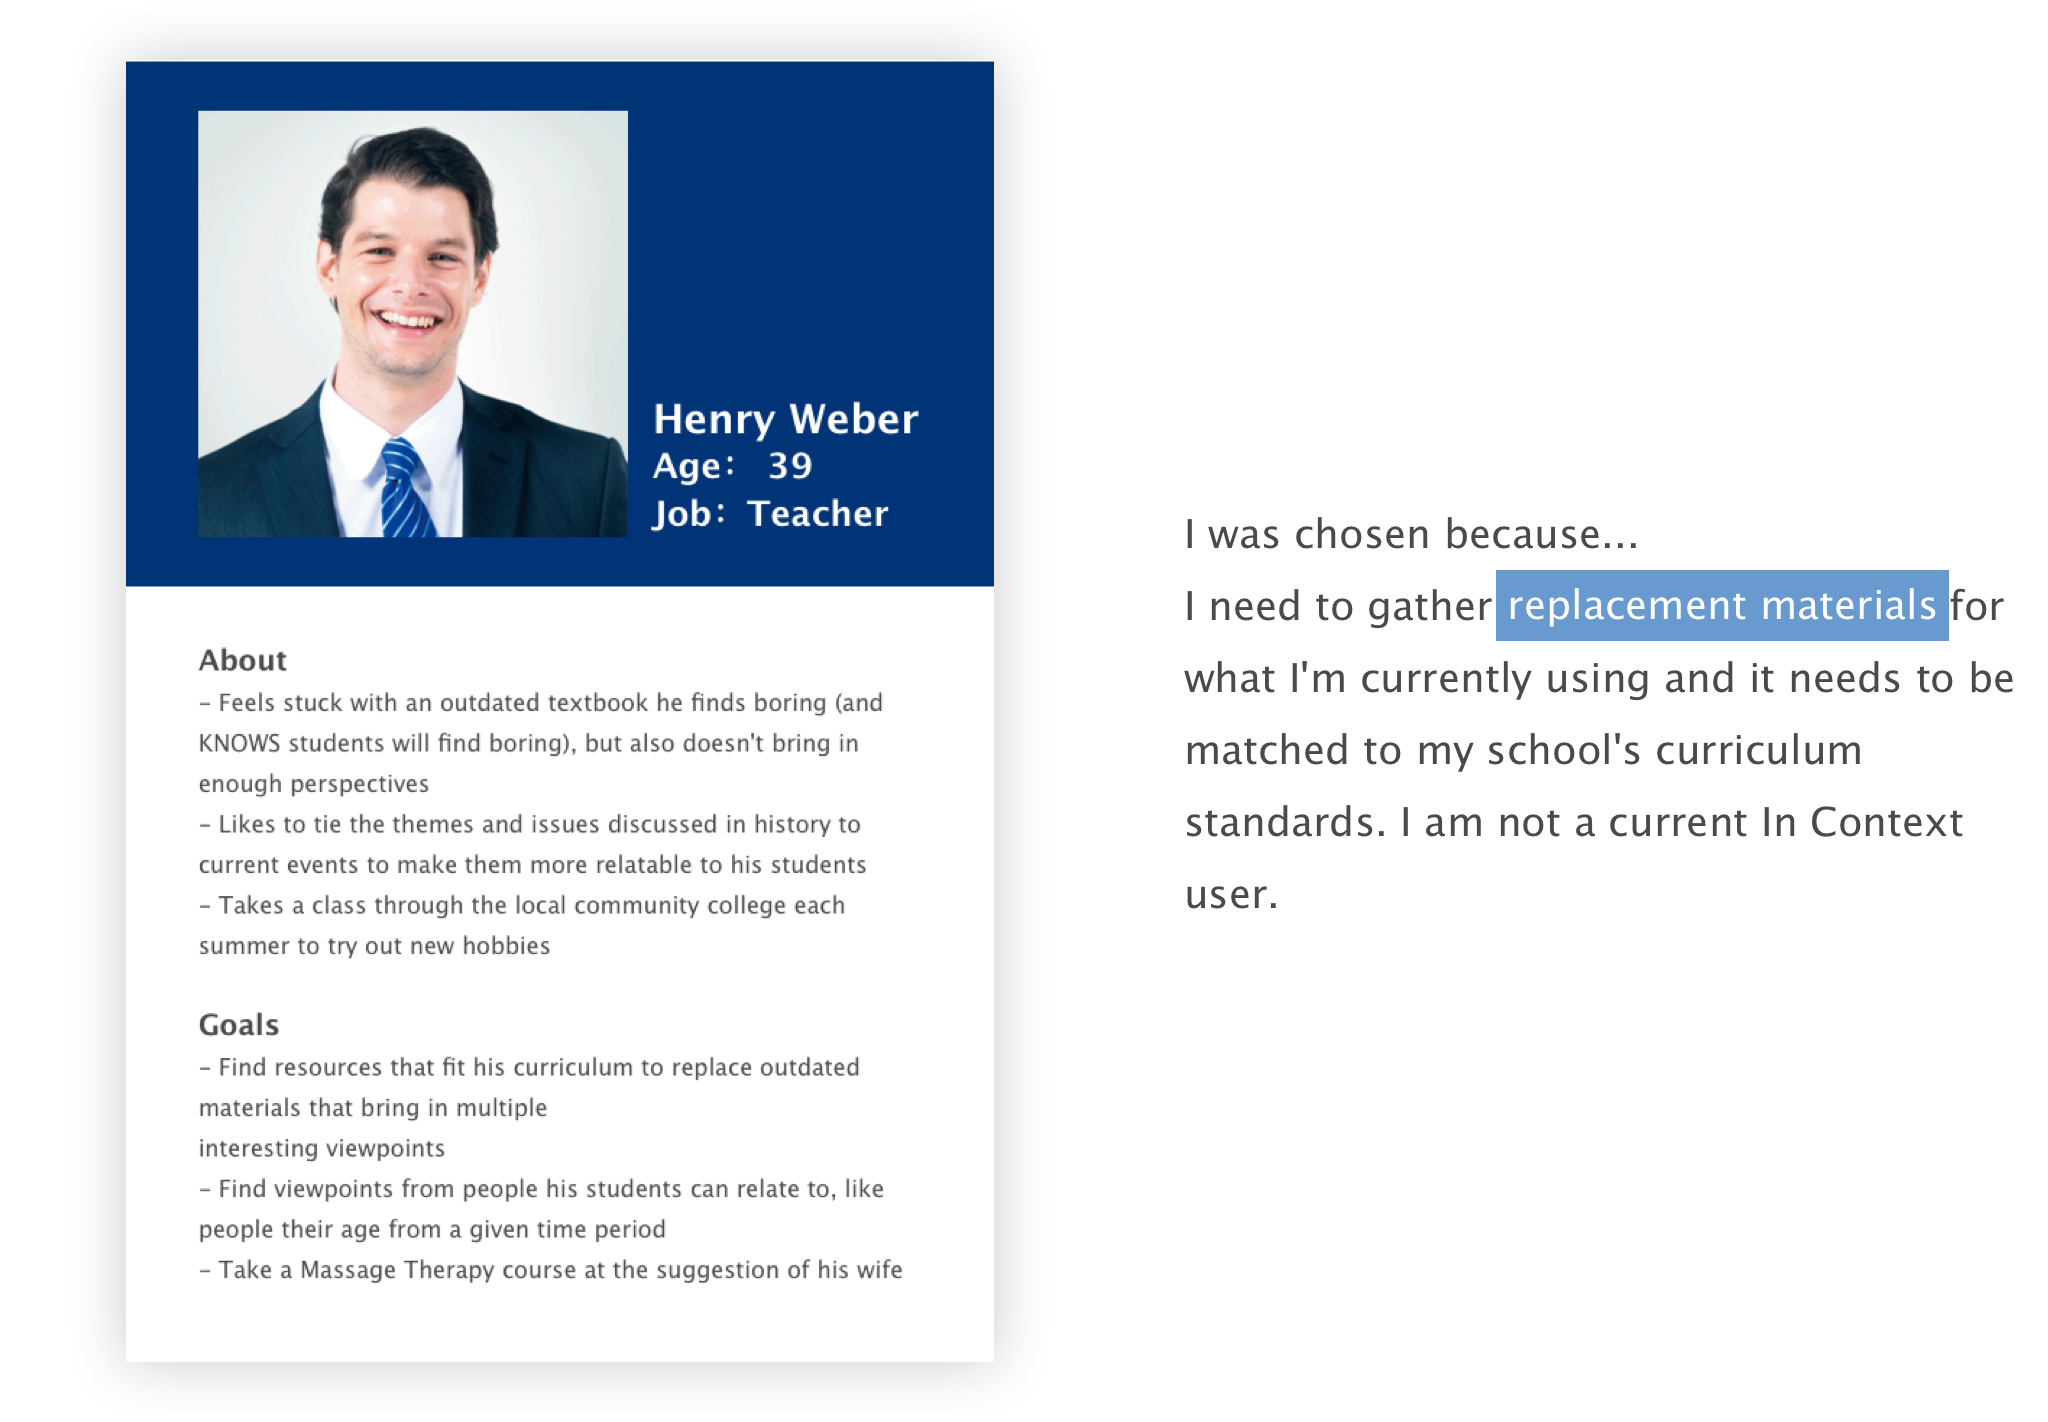 Henry Weber
Age: 39
Job: Teacher
About
– Feels stuck with an outdated textbook he finds boring (and
KNOWS students will find boring), but also doesn't bring in
enough perspectives
– Likes to tie the themes and issues discussed in history to
current events to make them more relatable to his students
– Takes a class through the local community college each
summer to try out new hobbies
Goals
– Find resources that fit his curriculum to replace outdated
materials that bring in multiple
interesting viewpoints
– Find viewpoints from people his students can relate to, like
people their age from a given time period
– Take a Massage Therapy course at the suggestion of his wife
I was chosen because...
I need to gather replacement materials for
what I'm currently using and it needs to be
matched to my school's curriculum
standards. I am not a current In Context
user.